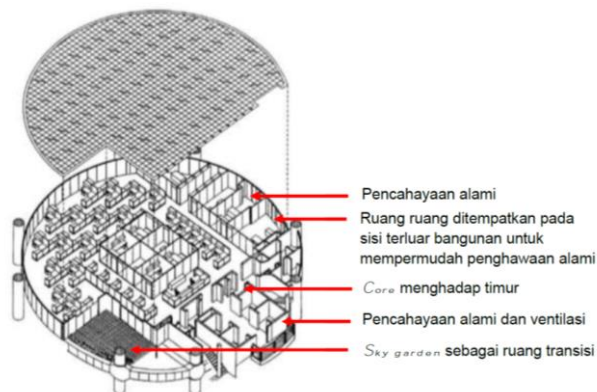 Pencahayaan alami
Ruang ruang ditempatkan pada
sisi terluar bangunan untuk
mempermudah penghawaan alami
Core menghadap timur
Pencahayaan alami dan ventilasi
Sky garden sebagai ruang transisi